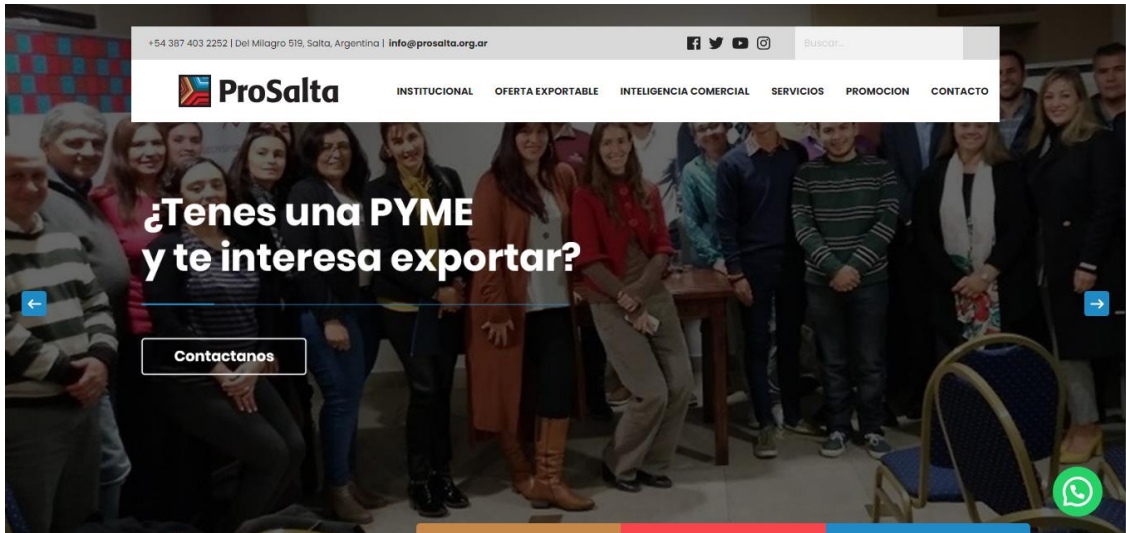 +54 387 403 2252 | Del Milagro 519, Salta, Argentina | info@prosalta.org.ar
Buscar...
ProSalta
INSTITUCIONAL OFERTA EXPORTABLE INTELIGENCIA COMERCIAL SERVICIOS PROMOCION CONTACTO
¿Tenes una PYME
y te interesa exportar?
Contactanos